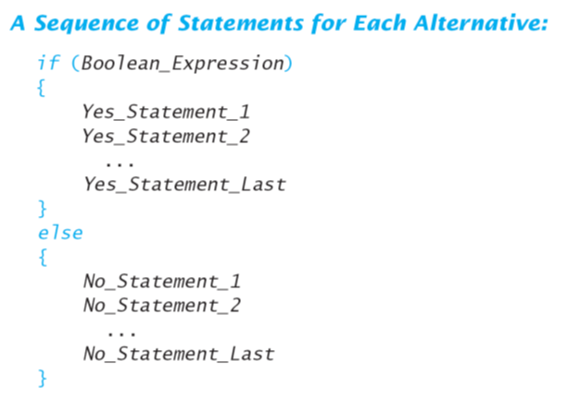 A Sequence of Statements for Each Alternative:
if (Boolean_Expression)
{
Yes_Statement_1
Yes_Statement_2
...
Yes_Statement_Last
}
else
{
No_Statement_1
No_Statement_2
...
No_Statement_Last
}